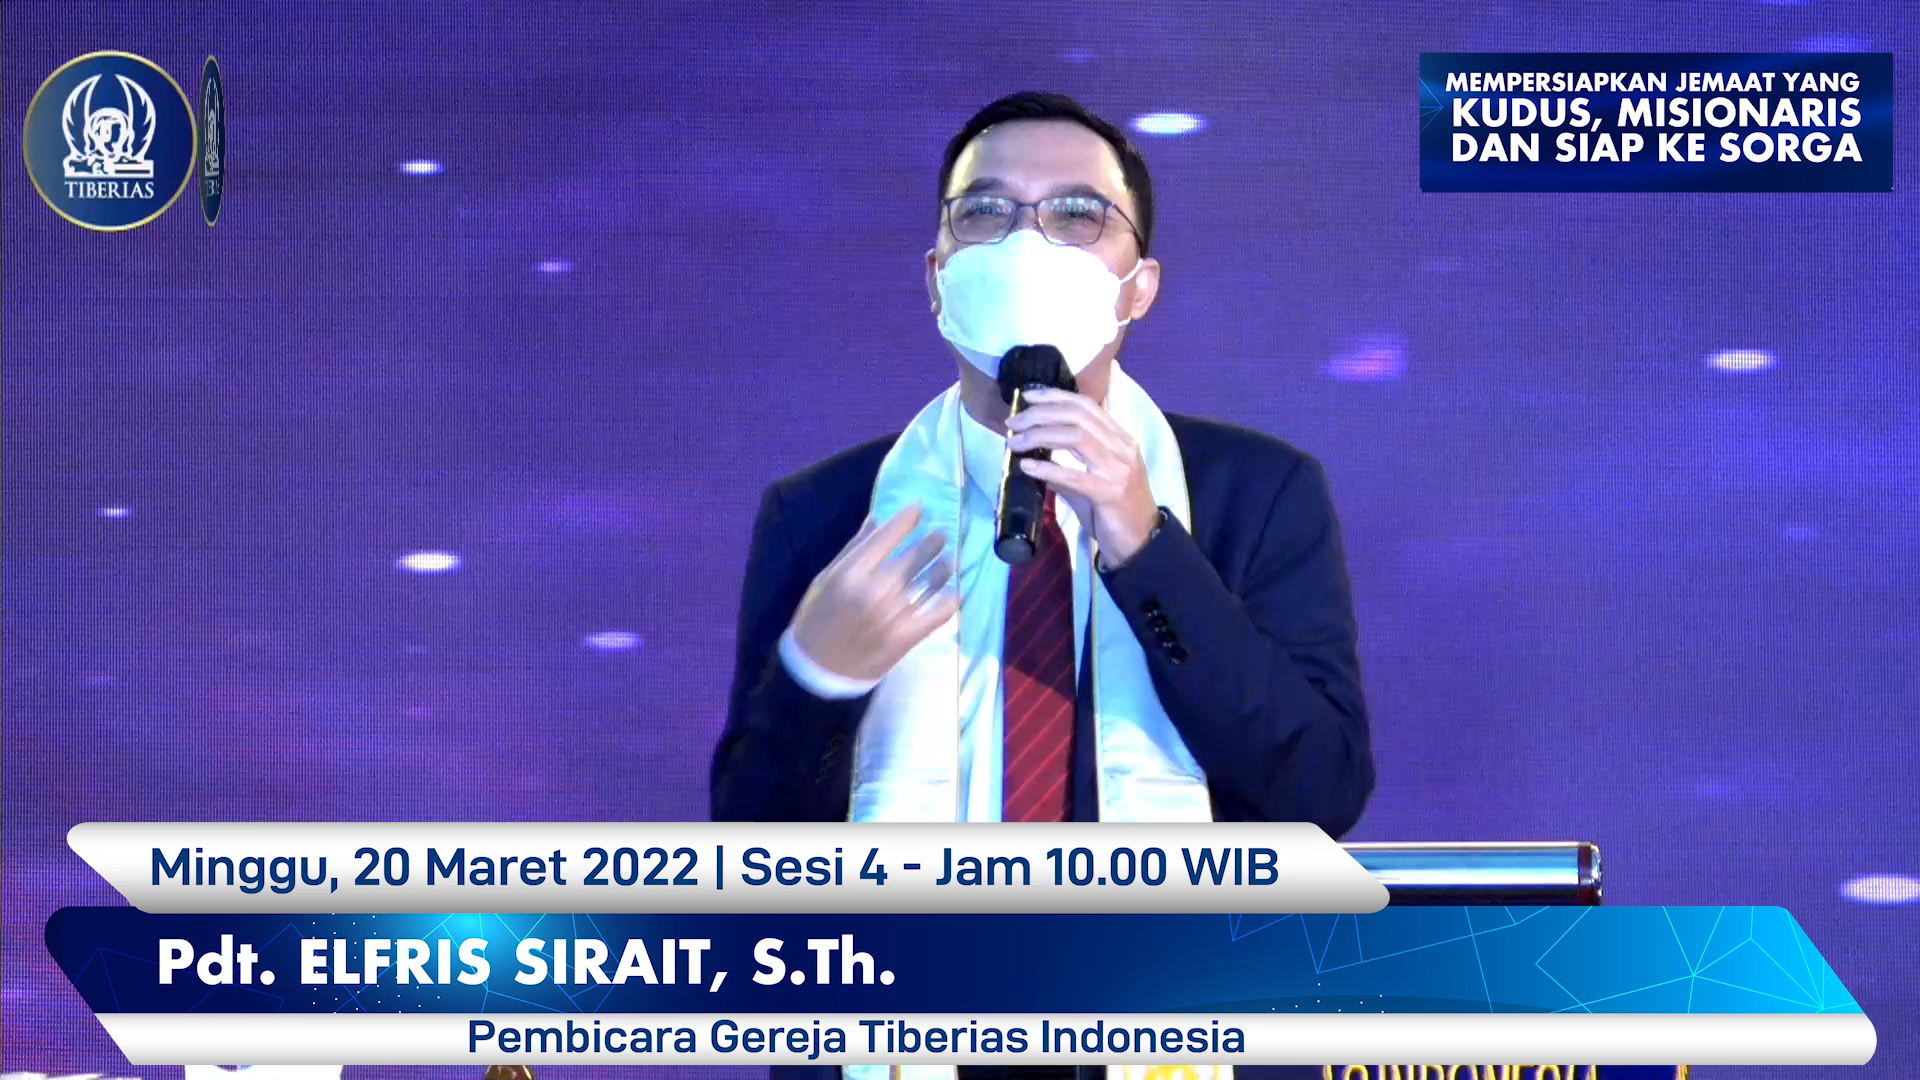 TIBERIAS
MEMPERSIAPKAN JEMAAT YANG
KUDUS, MISIONARIS
DAN SIAP KE SORGA
Minggu, 20 Maret 2022 | Sesi 4 - Jam 10.00 WIB
Pdt. ELFRIS SIRAIT, S.Th.
Pembicara Gereja Tiberias Indonesia
INDONESIA